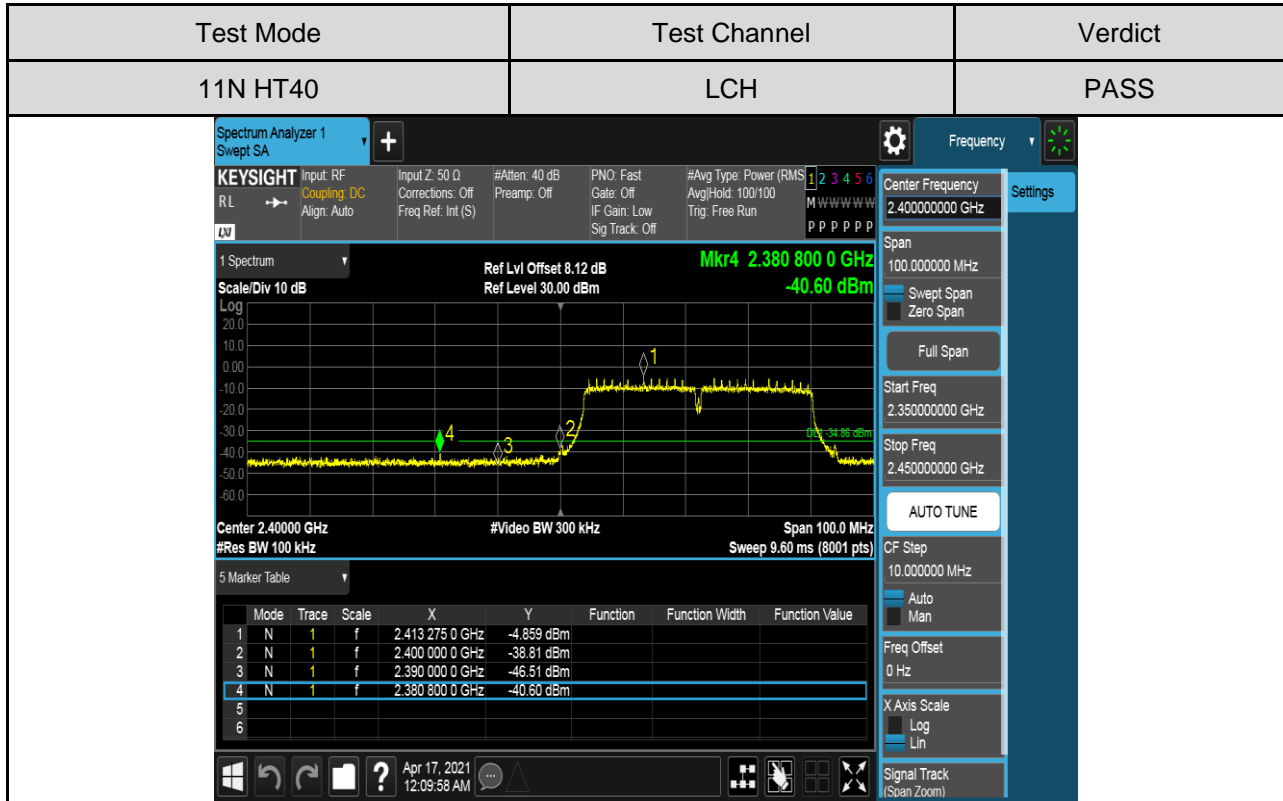 Test Mode Test Channel Verdict
11N HT40 LCH PASS
Spectrum Analyzer 1
Swept SA
+
Frequency
KEYSIGHT Input: RF Input Z: 50 Ω #Atten: 40 dB PNO: Fast #Avg Type: Power (RMS 1 2 3 4 5 6
RL Coupling: DC Corrections: Off Preamp: Off Gate: Off Avg|Hold: 100/100 M W W W W W
Align: Auto Freq Ref: Int (S) IF Gain: Low Trig: Free Run
LXI Sig Track: Off P P P P P P
Center Frequency
2.400000000 GHz
Settings
1 Spectrum Ref Lvl Offset 8.12 dB Mkr4 2.380 800 0 GHz
Scale/Div 10 dB Ref Level 30.00 dBm -40.60 dBm
Log
20.0
10.0
0.00
-10.0
-20.0
-30.0
-40.0
-50.0
-60.0
1
2
3
4
DL1 -34.86 dBm
Center 2.40000 GHz #Video BW 300 kHz Span 100.0 MHz
#Res BW 100 kHz Sweep 9.60 ms (8001 pts)
Span
100.000000 MHz
Swept Span
Zero Span
Full Span
Start Freq
2.350000000 GHz
Stop Freq
2.450000000 GHz
AUTO TUNE
CF Step
10.000000 MHz
Auto
Man
Freq Offset
0 Hz
X Axis Scale
Log
Lin
Signal Track
(Span Zoom)
5 Marker Table
Mode Trace Scale X Y Function Function Width Function Value
1 N 1 f 2.413 275 0 GHz -4.859 dBm
2 N 1 f 2.400 000 0 GHz -38.81 dBm
3 N 1 f 2.390 000 0 GHz -46.51 dBm
4 N 1 f 2.380 800 0 GHz -40.60 dBm
5
6
? Apr 17, 2021
12:09:58 AM